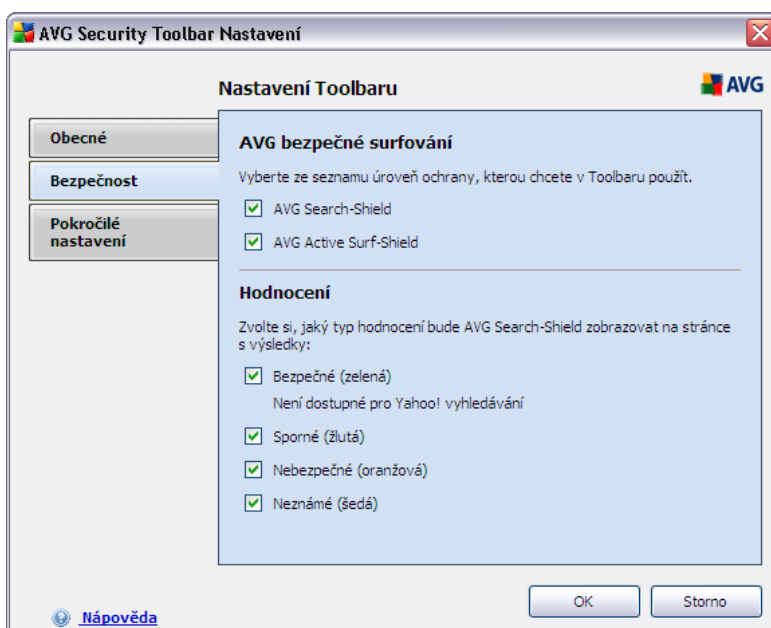 AVG Security Toolbar Nastavení
Nastavení Toolbaru
AVG
Obecné
Bezpečnost
Pokročilé
nastavení
AVG bezpečné surfování
Vyberte ze seznamu úroveň ochrany, kterou chcete v Toolbaru použít.
AVG Search-Shield
AVG Active Surf-Shield
Hodnocení
Zvolte si, jaký typ hodnocení bude AVG Search-Shield zobrazovat na stránce
s výsledky:
Bezpečné (zelená)
Není dostupné pro Yahoo! vyhledávání
Sporné (žlutá)
Nebezpečné (oranžová)
Neznámé (šedá)
OK
Storno
Nápověda